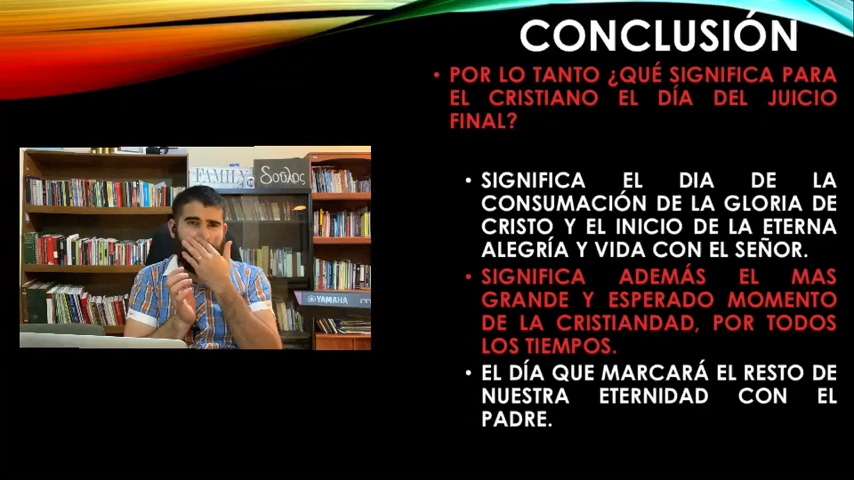 CONCLUSIÓN
• POR LO TANTO ¿QUÉ SIGNIFICA PARA
EL CRISTIANO EL DÍA DEL JUICIO
FINAL?
• SIGNIFICA EL DIA DE LA
CONSUMACIÓN DE LA GLORIA DE
CRISTO Y EL INICIO DE LA ETERNA
ALEGRÍA Y VIDA CON EL SEÑOR.
• SIGNIFICA ADEMÁS EL MAS
GRANDE Y ESPERADO MOMENTO
DE LA CRISTIANDAD, POR TODOS
LOS TIEMPOS.
• EL DÍA QUE MARCARÁ EL RESTO DE
NUESTRA ETERNIDAD CON EL
PADRE.
FAMILY
δοῦλος
YAMAHA